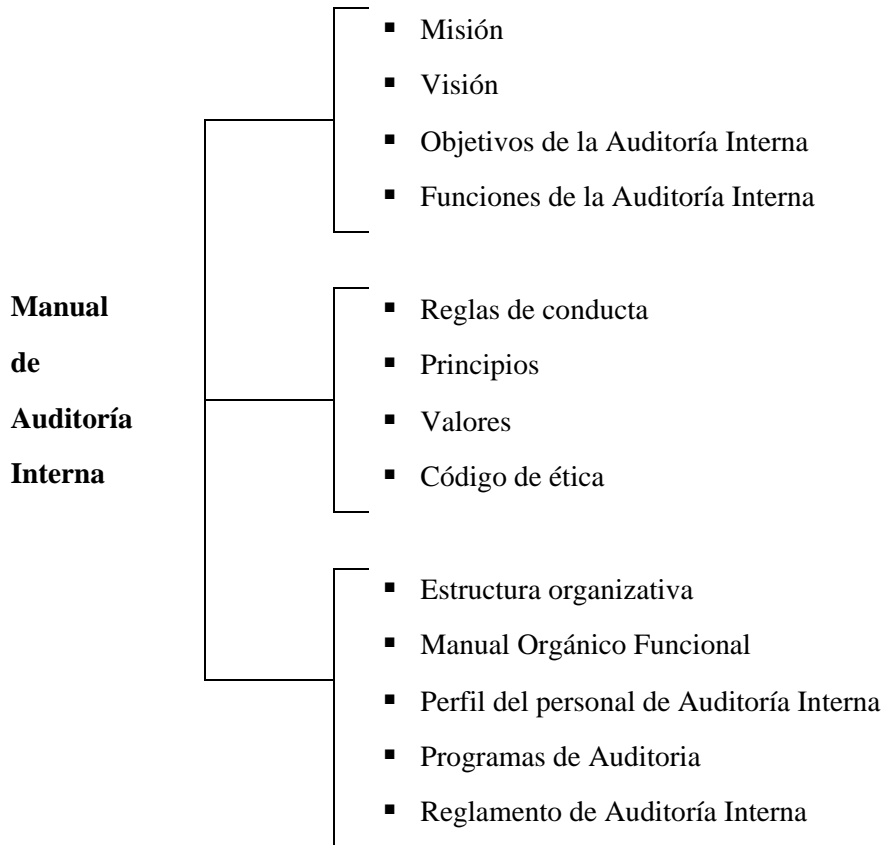 Manual
de
Auditoría
Interna
▪ Misión
▪ Visión
▪ Objetivos de la Auditoría Interna
▪ Funciones de la Auditoría Interna
▪ Reglas de conducta
▪ Principios
▪ Valores
▪ Código de ética
▪ Estructura organizativa
▪ Manual Orgánico Funcional
▪ Perfil del personal de Auditoría Interna
▪ Programas de Auditoria
▪ Reglamento de Auditoría Interna